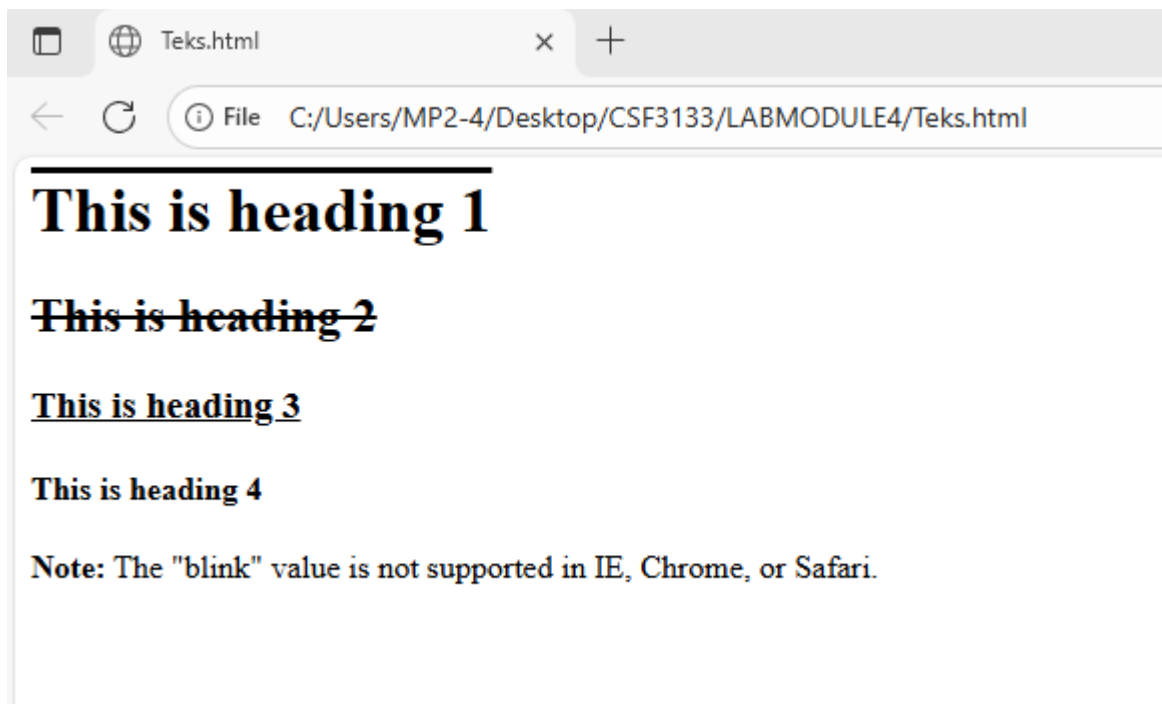 Teks.html
File C:/Users/MP2-4/Desktop/CSF3133/LABMODULE4/Teks.html
This is heading 1
This is heading 2
This is heading 3
This is heading 4
Note: The "blink" value is not supported in IE, Chrome, or Safari.